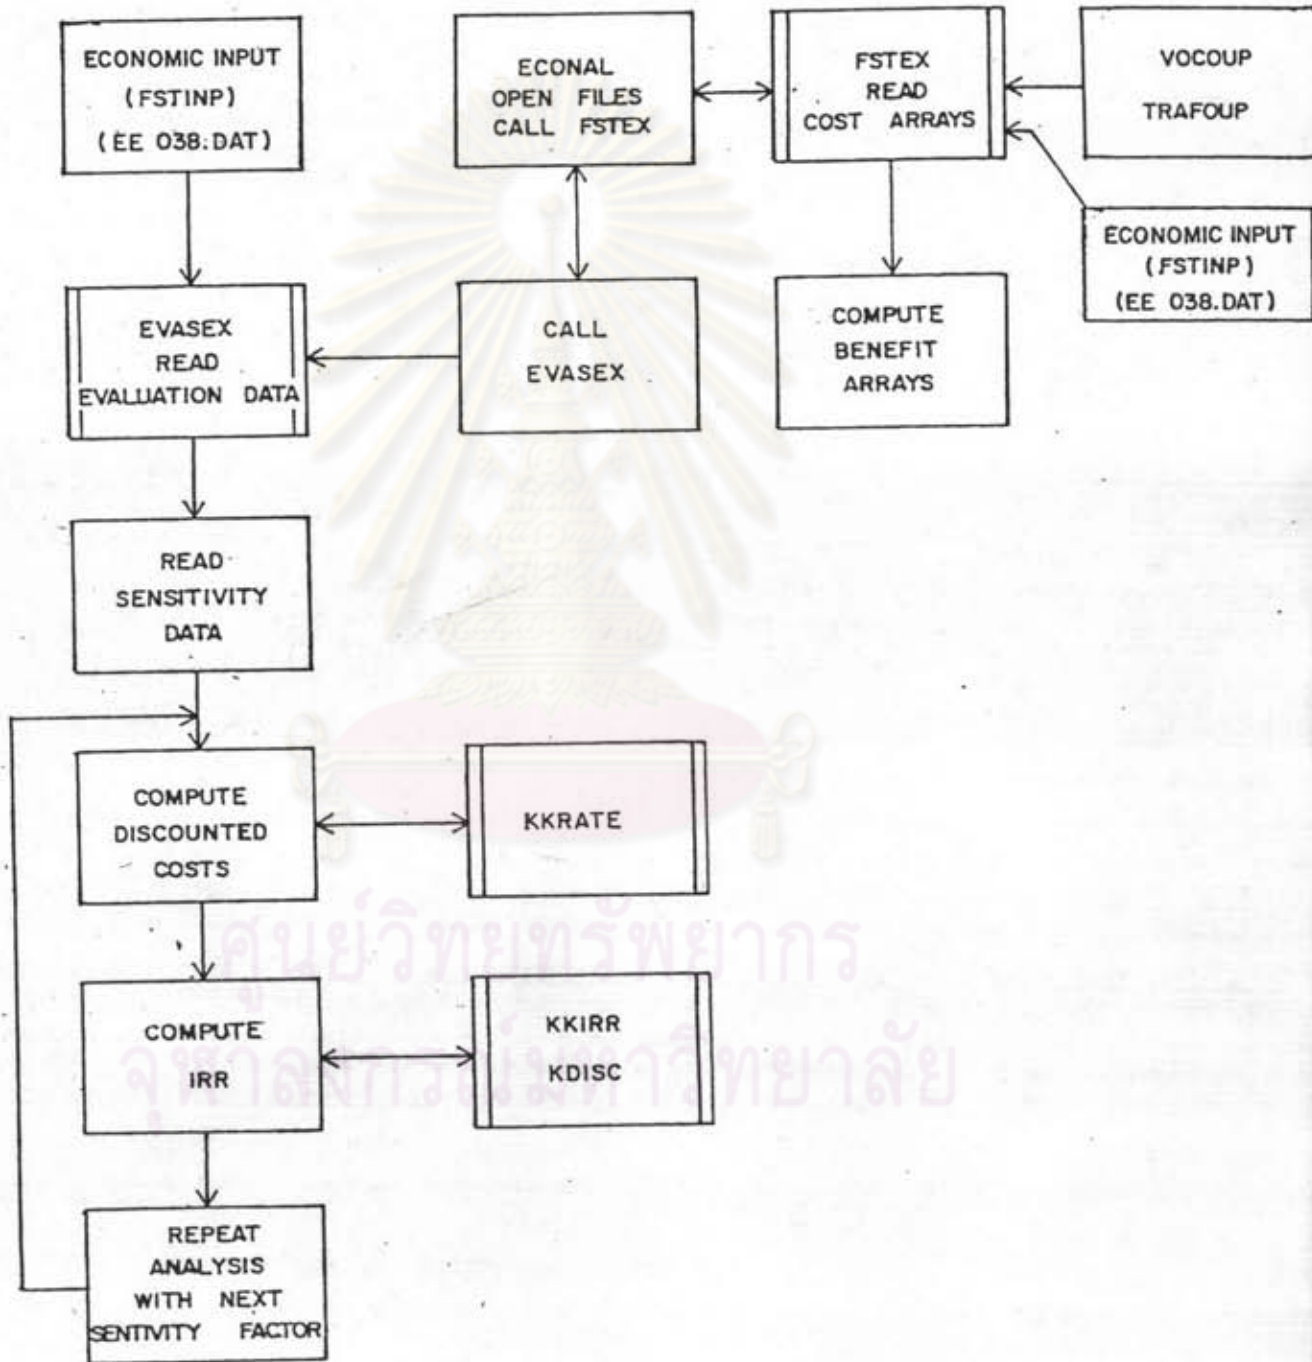 ECONOMIC INPUT
(FSTINP)
(EE 038:DAT)
ECONAL
OPEN FILES
CALL FSTEX
FSTEX
READ
COST ARRAYS
VOCOUP
TRAFOUP
ECONOMIC INPUT
(FSTINP)
(EE 038.DAT)
EVASEX
READ
EVALUATION DATA
CALL
EVASEX
COMPUTE
BENEFIT
ARRAYS
READ
SENSITIVITY
DATA
COMPUTE
DISCOUNTED
COSTS
KKRATE
ศูนย์วิทยทรัพยากร
COMPUTE
IRR
KKIRR
KDISC
จุฬาลงกรณ์มหาวิทยาลัย
REPEAT
ANALYSIS
WITH NEXT
SENTIVITY FACTOR